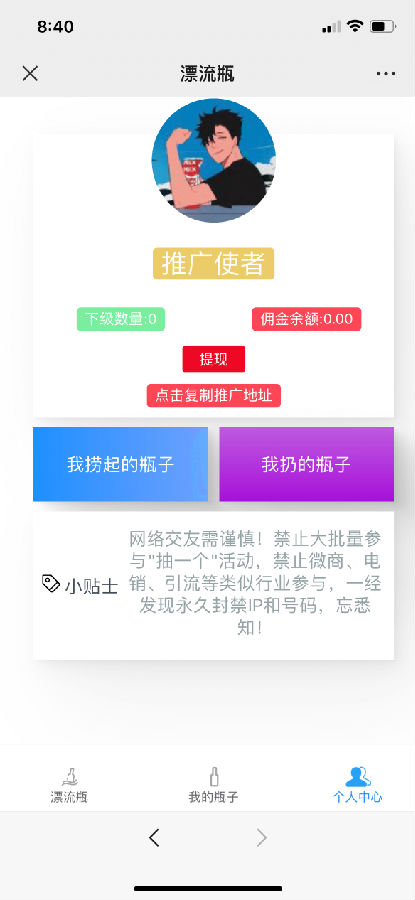 8:40
漂流瓶
推广使者
下级数量:0
佣金余额:0.00
提现
点击复制推广地址
我捞起的瓶子
我扔的瓶子
小贴士
网络交友需谨慎！禁止大批量参
与"抽一个"活动，禁止微商、电
销、引流等类似行业参与，一经
发现永久封禁IP和号码，忘悉
知！
漂流瓶
我的瓶子
个人中心